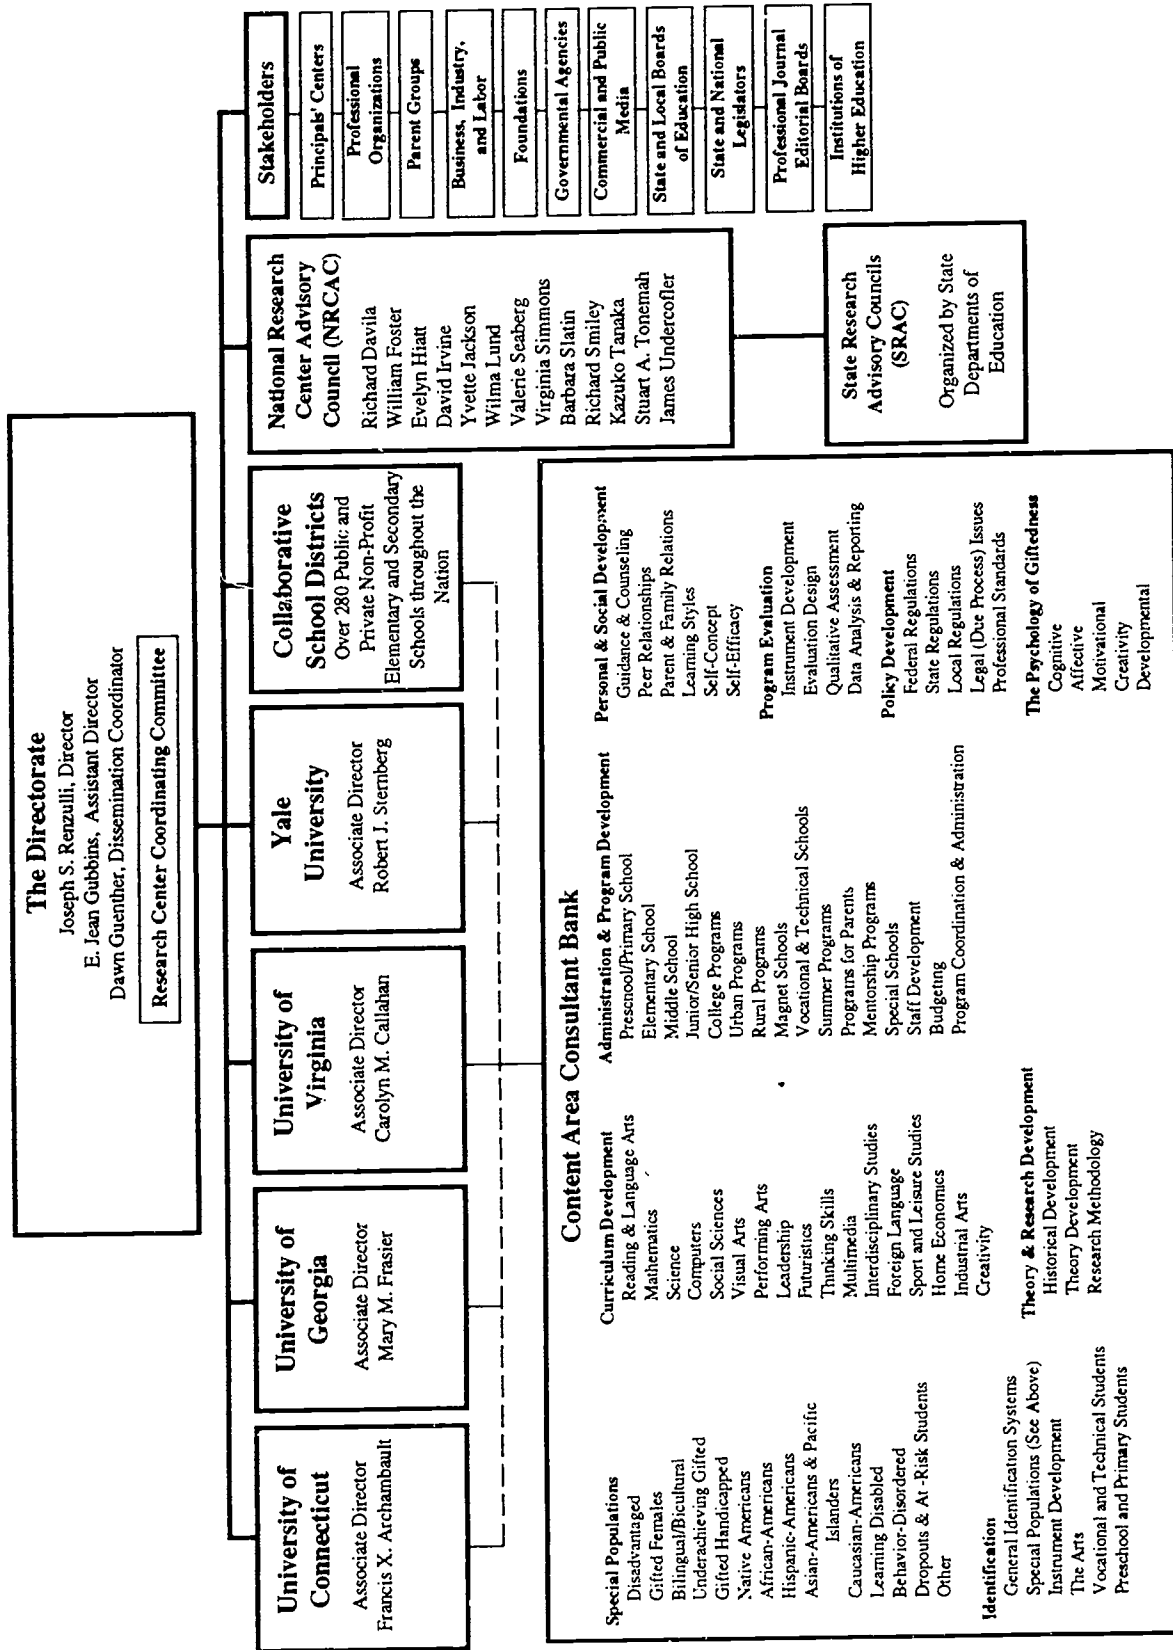 The Directorate
Joseph S. Renzulli, Director
E. Jean Gubbins, Assistant Director
Dawn Guenther, Dissemination Coordinator
Research Center Coordinating Committee
University of
Connecticut
Associate Director
Francis X. Archambault
University of
Georgia
Associate Director
Mary M. Frasier
University of
Virginia
Associate Director
Carolyn M. Callahan
Yale
University
Associate Director
Robert J. Sternberg
Collaborative
School Districts
Over 280 Public and
Private Non-Profit
Elementary and Secondary
Schools throughout the
Nation
National Research
Center Advisory
Council (NRCAC)
Richard Davila
William Foster
Evelyn Hiatt
David Irvine
Yvette Jackson
Wilma Lund
Valerie Seaberg
Virginia Simmons
Barbara Slatin
Richard Smiley
Kazuko Tanaka
Stuart A. Tonemah
James Undercofler
State Research
Advisory Councils
(SRAC)
Organized by State
Departments of
Education
Stakeholders
Principals' Centers
Professional
Organizations
Parent Groups
Business, Industry,
and Labor
Foundations
Governmental Agencies
Commercial and Public
Media
State and Local Boards
of Education
State and National
Legislators
Professional Journal
Editorial Boards
Institutions of
Higher Education
Content Area Consultant Bank
Special Populations
Disadvantaged
Gifted Females
Bilingual/Bicultural
Underachieving Gifted
Gifted Handicapped
Native Americans
African-Americans
Hispanic-Americans
Asian-Americans & Pacific
Islanders
Caucasian-Americans
Learning Disabled
Behavior-Disordered
Dropouts & At -Risk Students
Other
Identification
General Identification Systems
Special Populations (See Above)
Instrument Development
The Arts
Vocational and Technical Students
Preschool and Primary Students
Curriculum Development
Reading & Language Arts
Mathematics
Science
Computers
Social Sciences
Visual Arts
Performing Arts
Leadership
Futuristics
Thinking Skills
Multimedia
Interdisciplinary Studies
Foreign Language
Sport and Leisure Studies
Home Economics
Industrial Arts
Creativity
Theory & Research Development
Historical Development
Theory Development
Research Methodology
Administration & Program Development
Preschool/Primary School
Elementary School
Middle School
Junior/Senior High School
College Programs
Urban Programs
Rural Programs
Magnet Schools
Vocational & Technical Schools
Summer Programs
Programs for Parents
Mentorship Programs
Special Schools
Staff Development
Budgeting
Program Coordination & Administration
Personal & Social Development
Guidance & Counseling
Peer Relationships
Parent & Family Relations
Learning Styles
Self-Concept
Self-Efficacy
Program Evaluation
Instrument Development
Evaluation Design
Qualitative Assessment
Data Analysis & Reporting
Policy Development
Federal Regulations
State Regulations
Local Regulations
Legal (Due Process) Issues
Professional Standards
The Psychology of Giftedness
Cognitive
Affective
Motivational
Creativity
Developmental